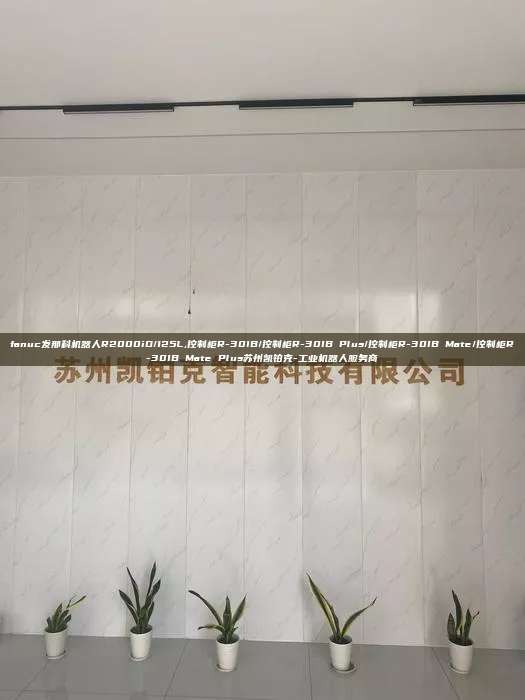 fanuc发那科机器人R2000iD/125L,控制柜R-30IB/控制柜R-30IB Plus/控制柜R-30IB Mate/控制柜R
-30IB Mate Plus苏州凯铂克-工业机器人服务商
苏州凯铂克智能科技有限公司